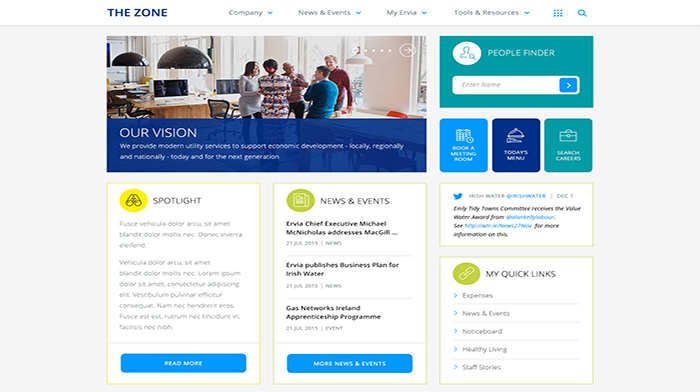 THE ZONE
Company
News & Events
My Ervia
Tools & Resources
OUR VISION
We provide modern utility services to support economic development - locally, regionally
and nationally - today and for the next generation
PEOPLE FINDER
Enter Name
BOOK A
MEETING
ROOM
TODAY'S
MENU
SEARCH
CAREERS
SPOTLIGHT
Fusce vehicula dolor arcu, sit amet
blandit dolor mollis nec. Donec viverra
eleifend.
Vehicula dolor arcu, sit amet
blandit dolor mollis nec. Lorem ipsum
dolor sit amet, consectetur adipiscing
elit. Vestibulum pulvinar efficitur
consequat. Nam nec hendrerit eros.
Fusce est est, rutrum nec tincidunt in,
facilisis nec nibh.
READ MORE
NEWS & EVENTS
Ervia Chief Executive Michael
McNicholas addresses MacGill ...
21 JUL 2015 | NEWS
Ervia publishes Business Plan for
Irish Water
21 JUL 2015 | NEWS
Gas Networks Ireland
Apprenticeship Programme
21 JUL 2015 | EVENT
MORE NEWS & EVENTS
IRISH WATER @IRISHWATER | DEC 1
Emly Tidy Towns Committee receives the Value
Water Award from @alankellylabour.
See http://wtr.ie/News27Nov for more
information on this.
MY QUICK LINKS
Expenses
News & Events
Noticeboard
Healthy Living
Staff Stories